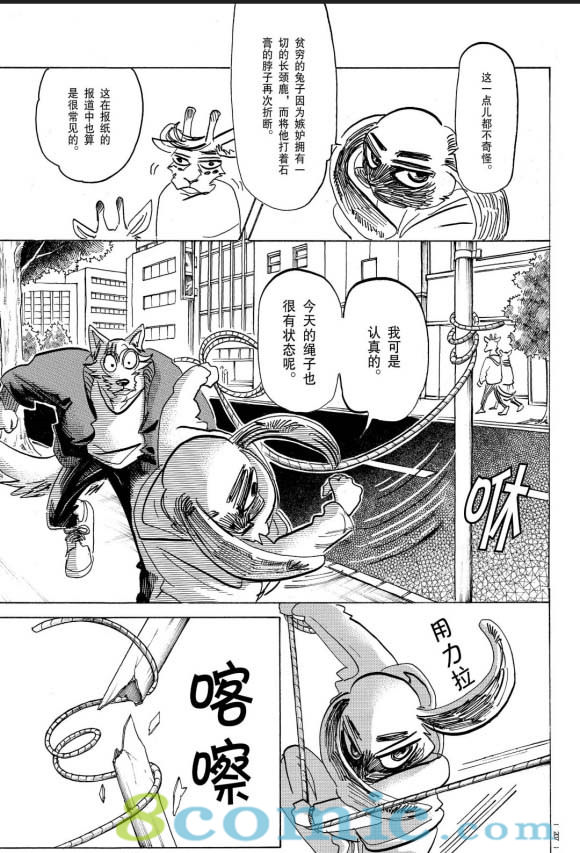 这一点儿都不奇怪。
贫穷的兔子因为嫉妒拥有一
切的长颈鹿，而将他打着石
膏的脖子再次折断。
这在报纸的
报道中也算
是很常见的。
我可是
认真的。
今天的绳子也
很有状态呢。
咻
用力拉
喀嚓
8comic.com